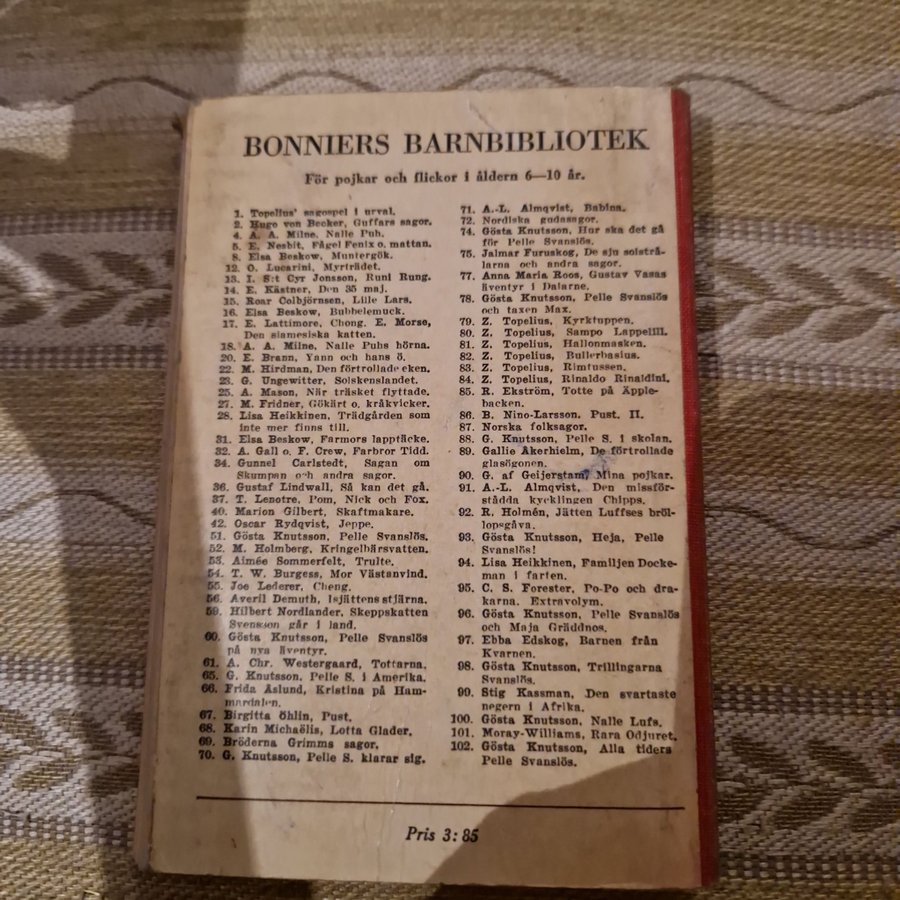 BONNIERS BARNBIBLIOTEK
För pojkar och flickor i åldern 6—10 år.
1. Topelius' sagospel i urval.
2. Hugo von Becker, Guffars sagor.
4. A. A. Milne, Nalle Puh.
5. E. Nesbit, Fågel Fenix o. mattan.
8. Elsa Beskow, Muntergök.
12. O. Lucarini, Myrträdet.
13. I. S:t Cyr Jonsson, Runi Rung.
14. E. Kästner, Den 35 maj.
15. Roar Colbjörnsen, Lille Lars.
16. Elsa Beskow, Bubbelemuck.
17. E. Lattimore, Chong. E. Morse,
Den siamesiska katten.
18. A. A. Milne, Nalle Puhs hörna.
20. E. Brann, Yann och hans ö.
22. M. Hirdman, Den förtrollade eken.
23. G. Ungewitter, Solskenslandet.
25. A. Mason, När träsket flyttade.
27. M. Fridner, Gökärt o. kråkvicker.
28. Lisa Heikkinen, Trädgården som
inte mer finns till.
31. Elsa Beskow, Farmors lapptäcke.
32. A. Gall o. F. Crew, Farbror Tidd.
34. Gunnel Carlstedt, Sagan om
Skumpan och andra sagor.
36. Gustaf Lindwall, Så kan det gå.
37. T. Lenotre, Pom, Nick och Fox.
40. Marion Gilbert, Skaftmakare.
42. Oscar Rydqvist, Jeppe.
51. Gösta Knutsson, Pelle Svanslös.
52. M. Holmberg, Kringelhärsvatten.
53. Aimée Sommerfelt, Trulte.
54. T. W. Burgess, Mor Västanvind.
55. Joe Lederer, Cheng.
56. Averil Demuth, Isjättens stjärna.
59. Hilbert Nordlander, Skeppskatten
Svensson går i land.
60. Gösta Knutsson, Pelle Svanslös
på nya äventyr.
61. A. Chr. Westergaard, Tottarna.
65. G. Knutsson, Pelle S. i Amerika.
66. Frida Åslund, Kristina på Ham-
mardalen.
67. Birgitta Öhlin, Pust.
68. Karin Michaëlis, Lotta Glader.
69. Bröderna Grimms sagor.
70. G. Knutsson, Pelle S. klarar sig.
71. A.-L. Almqvist, Babina.
72. Nordiska gudasagor.
74. Gösta Knutsson, Hur ska det gå
för Pelle Svanslös.
75. Jalmar Furuskog, De sju solstrå-
larna och andra sagor.
77. Anna Maria Roos, Gustav Vasas
äventyr i Dalarne.
78. Gösta Knutsson, Pelle Svanslös
och taxen Max.
79. Z. Topelius, Kyrktuppen.
80. Z. Topelius, Sampo Lappelill.
81. Z. Topelius, Hallonmasken.
82. Z. Topelius, Bullerbasius.
83. Z. Topelius, Rimtussen.
84. Z. Topelius, Rinaldo Rinaldini.
85. R. Ekström, Totte på Äpple-
backen.
86. B. Nino-Larsson. Pust. II.
87. Norska folksagor.
88. G. Knutsson, Pelle S. i skolan.
89. Gallie Åkerhielm, De förtrollade
glasögonen.
90. G. af Geijerstam, Mina pojkar.
91. A.-L. Almqvist, Den missför-
stådda kycklingen Chipps.
92. R. Holmén, Jätten Luffses bröl-
lopsgåva.
93. Gösta Knutsson, Heja, Pelle
Svanslös!
94. Lisa Heikkinen, Familjen Docke-
man i farten.
95. C. S. Forester, Po-Po och dra-
karna. Extravolym.
96. Gösta Knutsson, Pelle Svanslös
och Maja Gräddnos.
97. Ebba Edskog, Barnen från
Kvarnen.
98. Gösta Knutsson, Trillingarna
Svanslös.
99. Stig Kassman, Den svartaste
negern i Afrika.
100. Gösta Knutsson, Nalle Lufs.
101. Moray-Williams, Rara Odjuret.
102. Gösta Knutsson, Alla tiders
Pelle Svanslös.
Pris 3:85